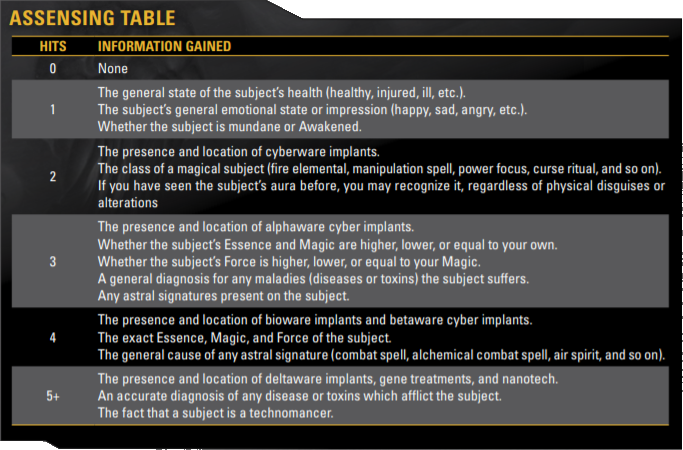 ASSENSING TABLE
HITS INFORMATION GAINED
0 None
The general state of the subject's health (healthy, injured, ill, etc.).
1 The subject's general emotional state or impression (happy, sad, angry, etc.).
Whether the subject is mundane or Awakened.
The presence and location of cyberware implants.
2 The class of a magical subject (fire elemental, manipulation spell, power focus, curse ritual, and so on).
If you have seen the subject's aura before, you may recognize it, regardless of physical disguises or
alterations
The presence and location of alphaware cyber implants.
Whether the subject's Essence and Magic are higher, lower, or equal to your own.
3 Whether the subject's Force is higher, lower, or equal to your Magic.
A general diagnosis for any maladies (diseases or toxins) the subject suffers.
Any astral signatures present on the subject.
The presence and location of bioware implants and betaware cyber implants.
4 The exact Essence, Magic, and Force of the subject.
The general cause of any astral signature (combat spell, alchemical combat spell, air spirit, and so on).
The presence and location of deltaware implants, gene treatments, and nanotech.
5+ An accurate diagnosis of any disease or toxins which afflict the subject.
The fact that a subject is a technomancer.